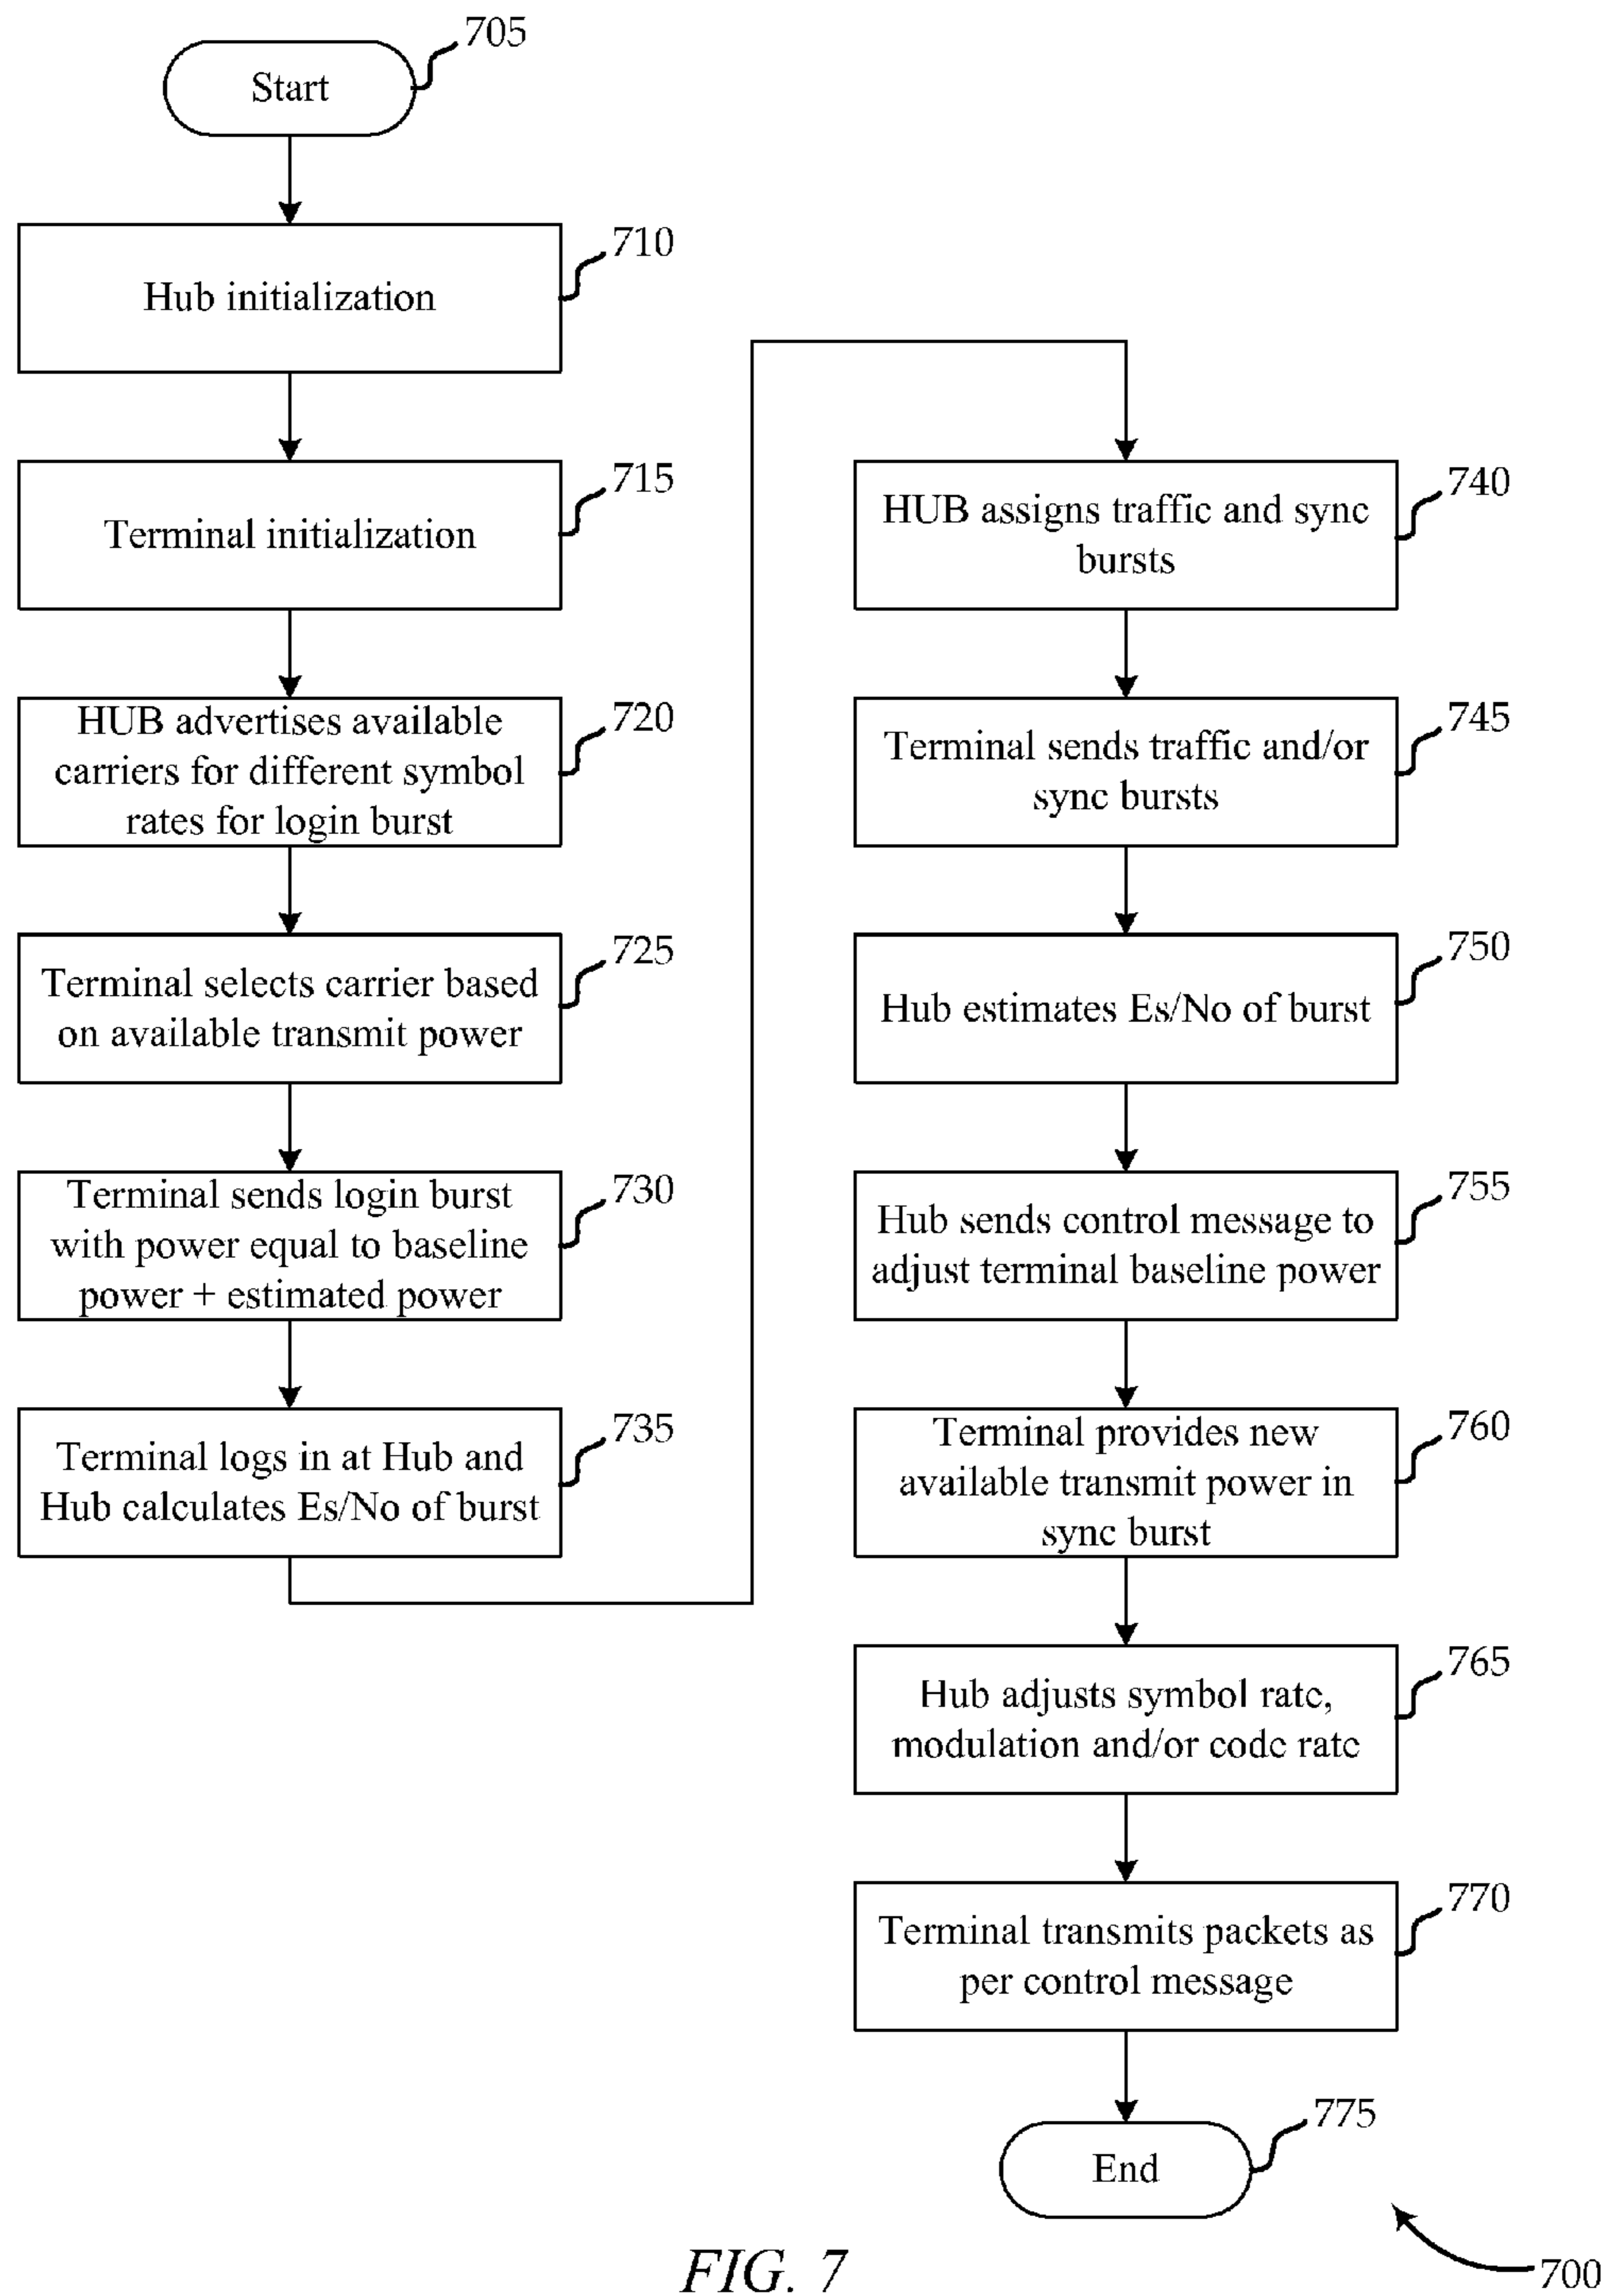 Start
705
Hub initialization
710
Terminal initialization
715
HUB advertises available
carriers for different symbol
rates for login burst
720
Terminal selects carrier based
on available transmit power
725
Terminal sends login burst
with power equal to baseline
power + estimated power
730
Terminal logs in at Hub and
Hub calculates Es/No of burst
735
HUB assigns traffic and sync
bursts
740
Terminal sends traffic and/or
sync bursts
745
Hub estimates Es/No of burst
750
Hub sends control message to
adjust terminal baseline power
755
Terminal provides new
available transmit power in
sync burst
760
Hub adjusts symbol rate,
modulation and/or code rate
765
Terminal transmits packets as
per control message
770
End
775
FIG. 7
700